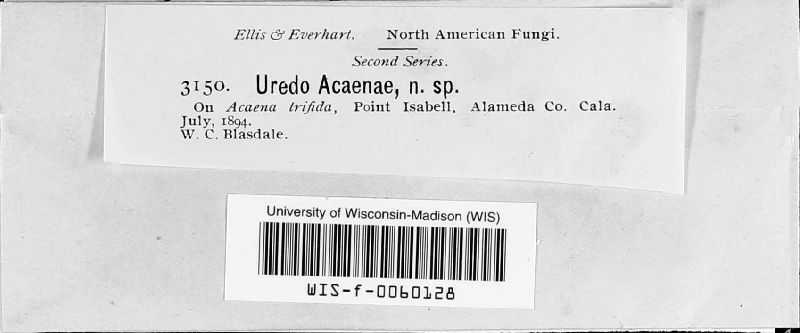 Ellis & Everhart. North American Fungi.
Second Series.
3150. Uredo Acaenae, n. sp.
On Acaena trifida, Point Isabell, Alameda Co. Cala.
July, 1894.
W. C. Blasdale.
University of Wisconsin-Madison (WIS)
WIS-f-0060128